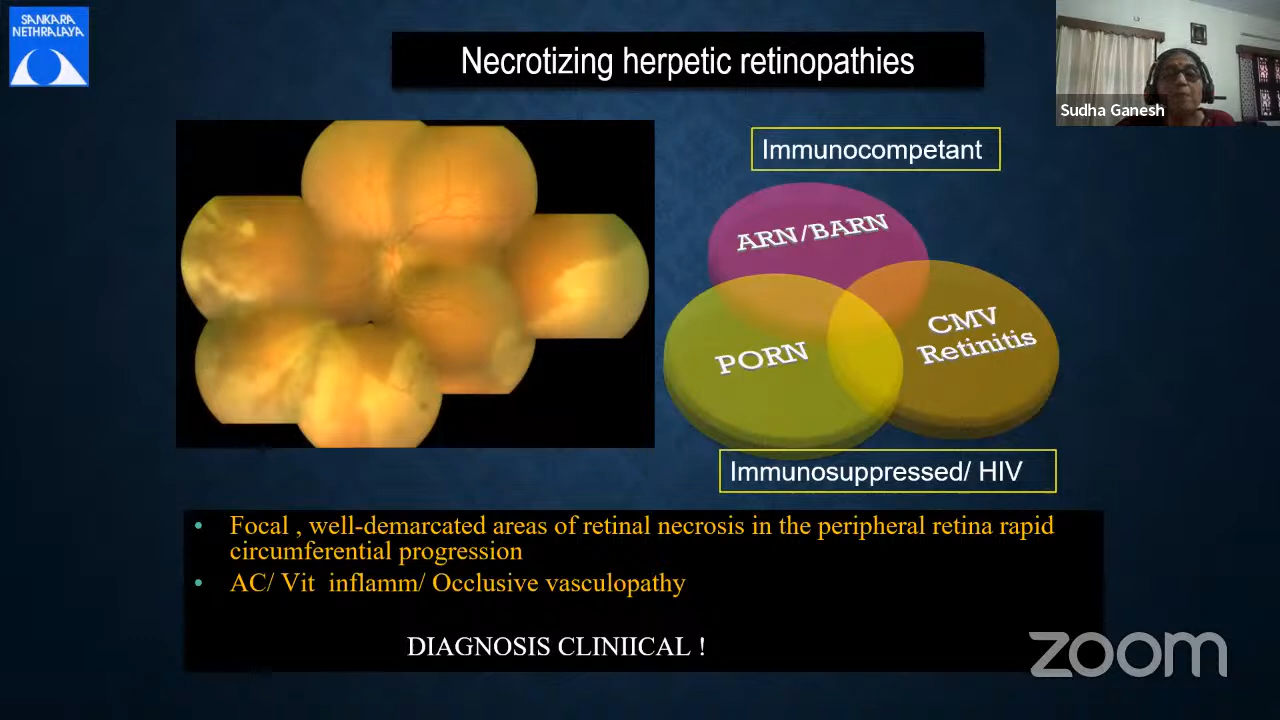 SANKARA
NETHRALAYA
Necrotizing herpetic retinopathies
Sudha Ganesh
Immunocompetant
ARN/BARN
PORN
CMV
Retinitis
Immunosuppressed/ HIV
• Focal , well-demarcated areas of retinal necrosis in the peripheral retina rapid
circumferential progression
• AC/ Vit inflamm/ Occlusive vasculopathy
DIAGNOSIS CLINIICAL !
zoom